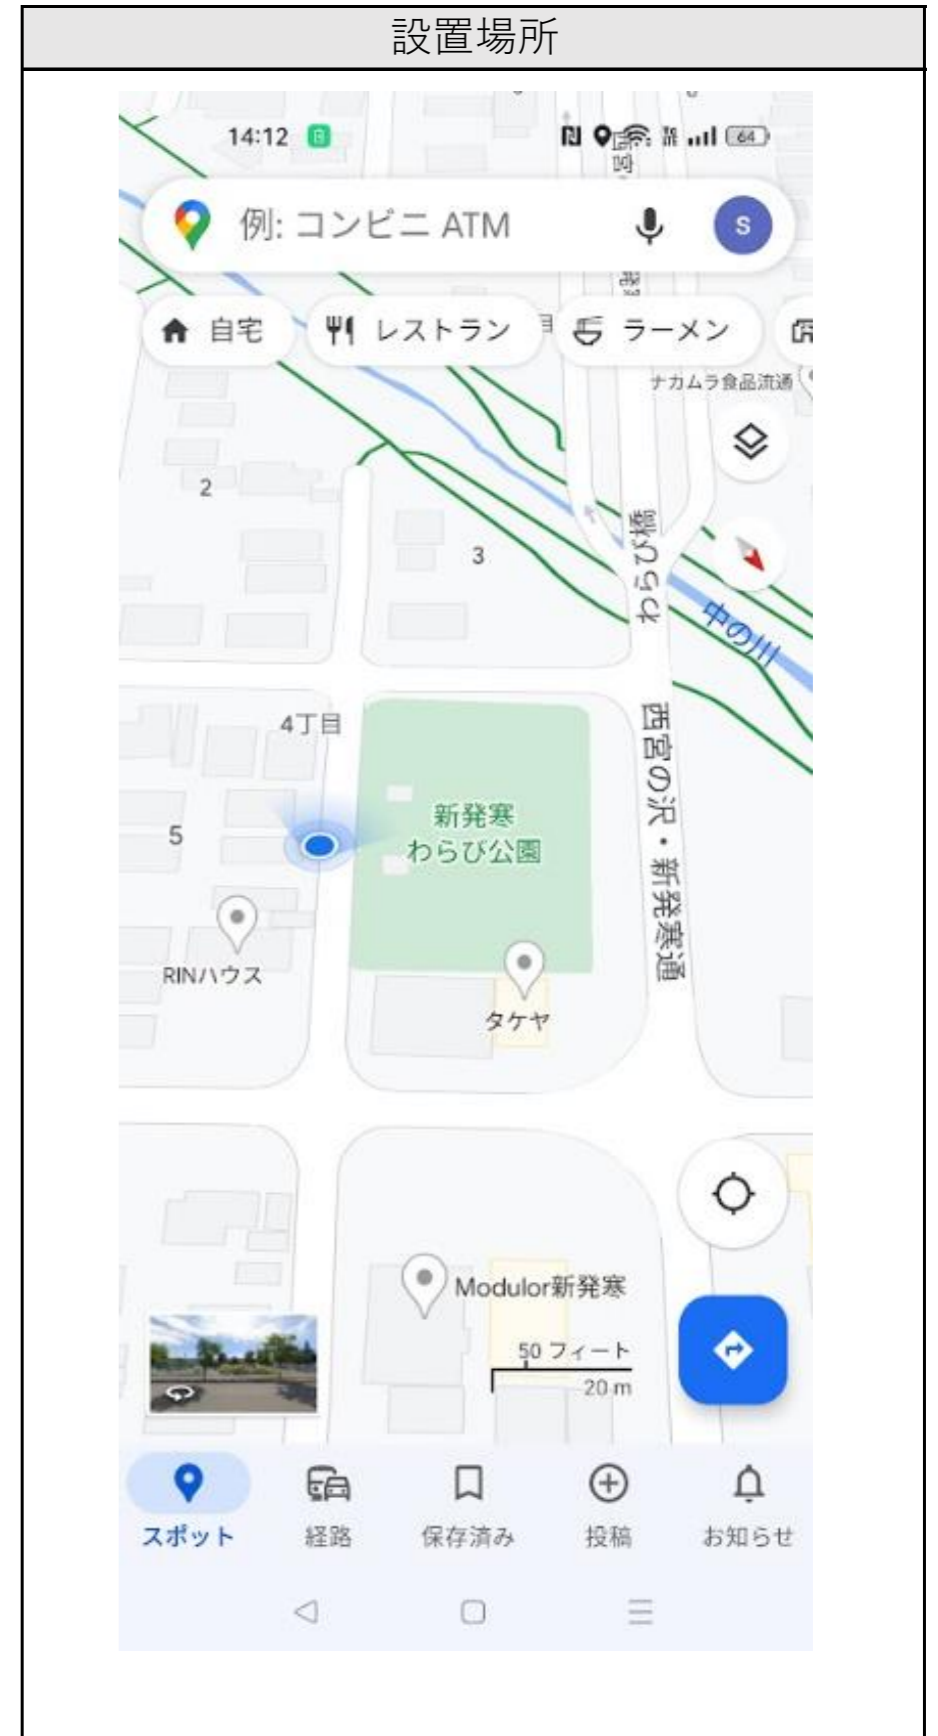 設置場所
14:12
64
例: コンビニ ATM
S
自宅
レストラン
ラーメン
ナカムラ食品流通
2
3
わらび橋
中の川
4丁目
西宮の沢・新発寒通
新発寒
わらび公園
5
RINハウス
タケヤ
Modulor新発寒
50 フィート
20 m
スポット
経路
保存済み
投稿
お知らせ